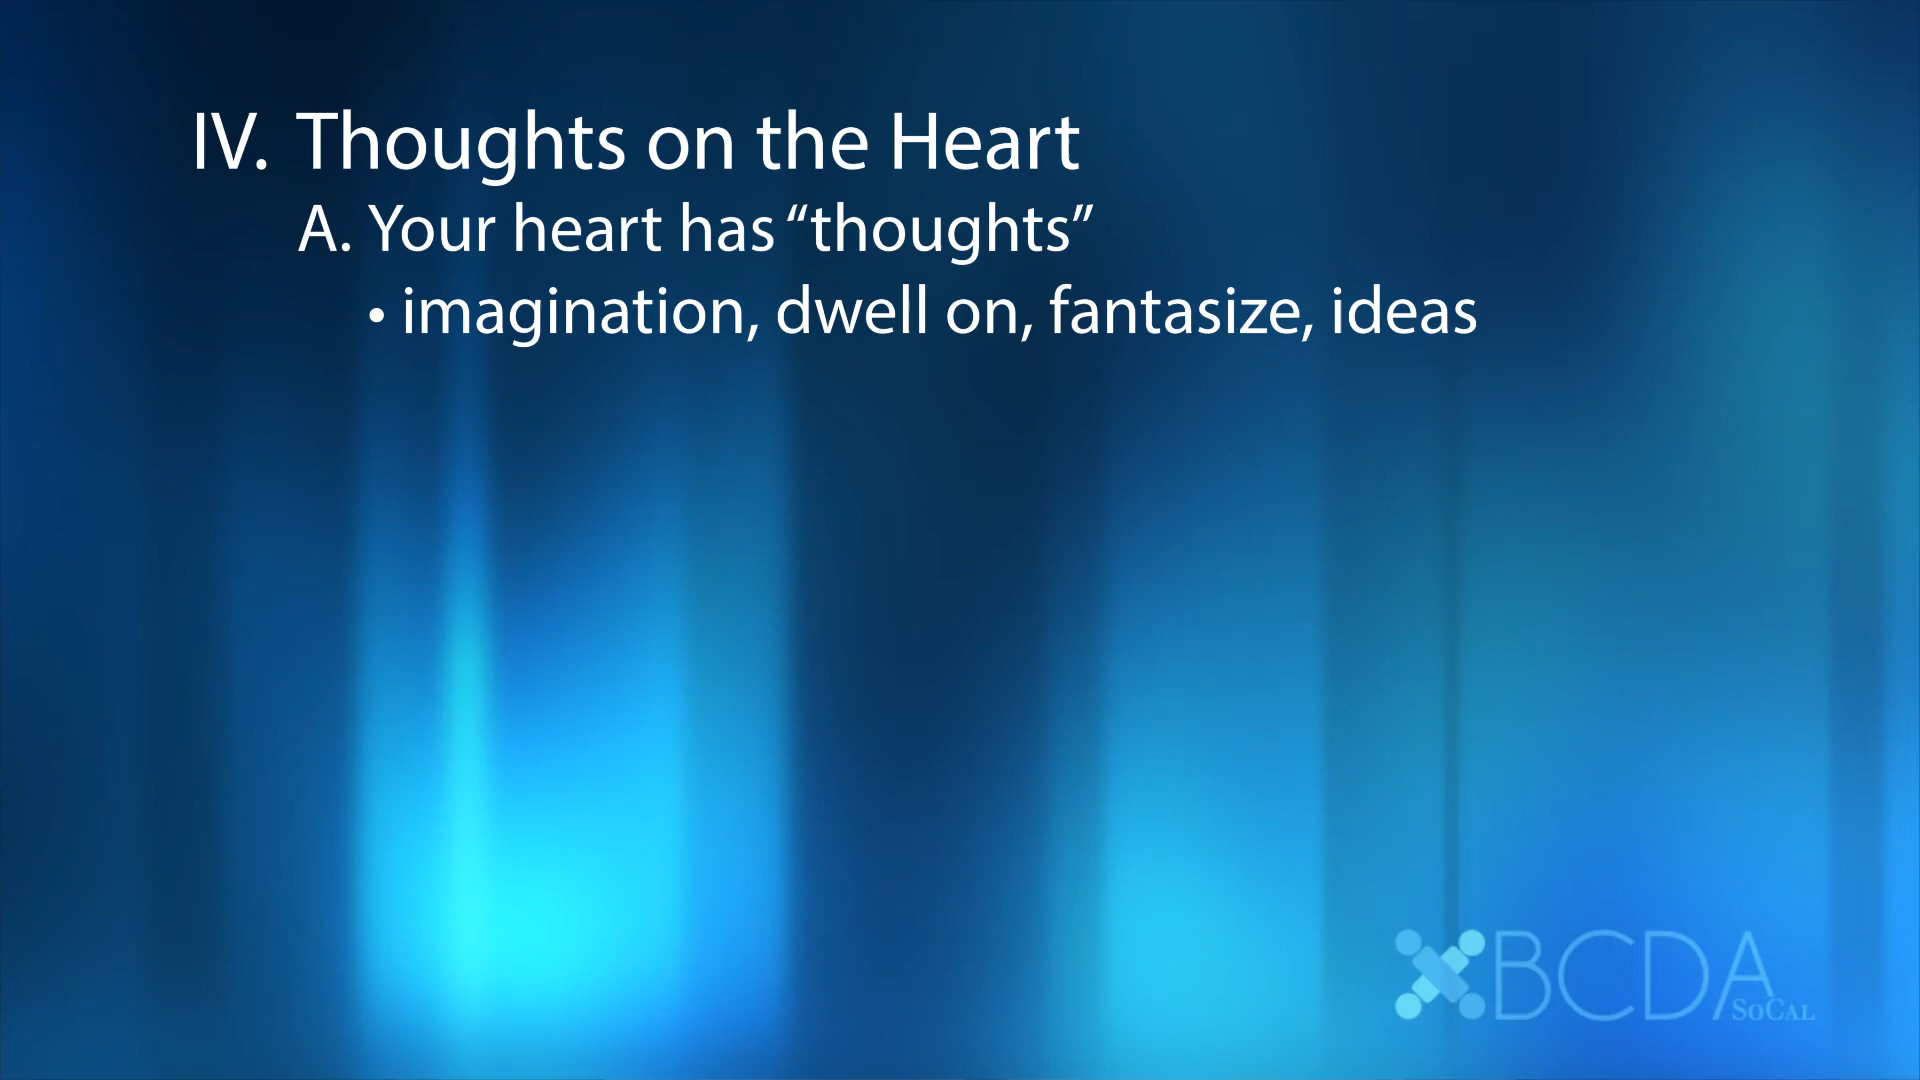 IV. Thoughts on the Heart
A. Your heart has “thoughts”
• imagination, dwell on, fantasize, ideas
BCDA
SoCal